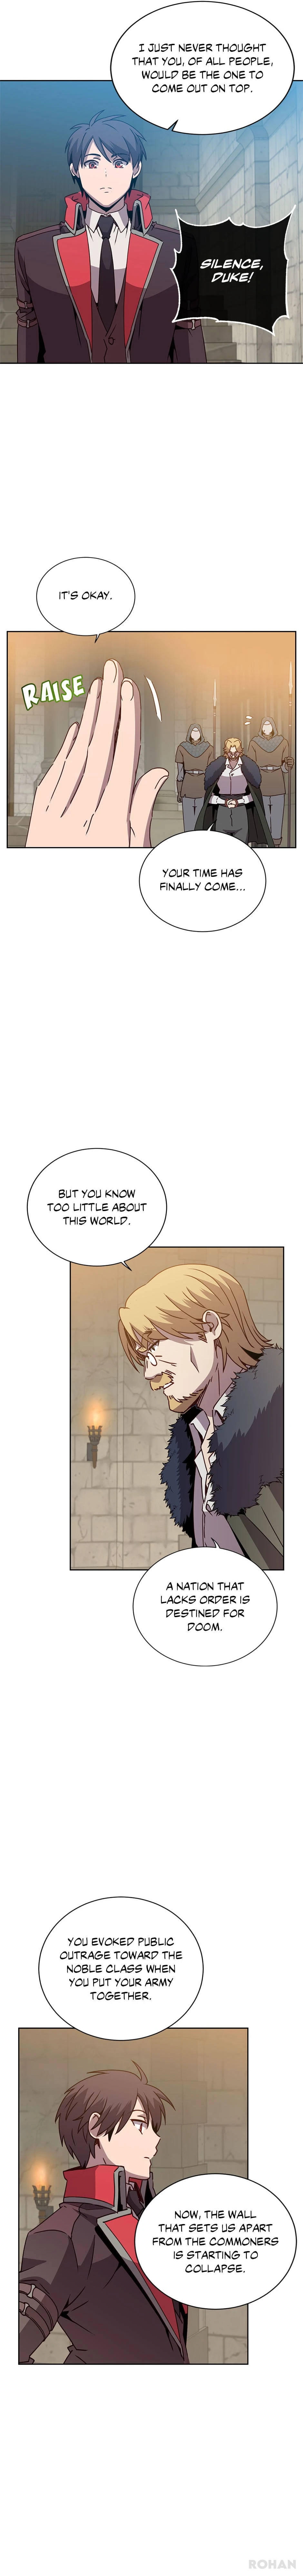 I JUST NEVER THOUGHT
THAT YOU, OF ALL PEOPLE,
WOULD BE THE ONE TO
COME OUT ON TOP.
SILENCE,
DUKE!
IT'S OKAY.
RAISE
YOUR TIME HAS
FINALLY COME...
BUT YOU KNOW
TOO LITTLE ABOUT
THIS WORLD.
A NATION THAT
LACKS ORDER IS
DESTINED FOR
DOOM.
YOU EVOKED PUBLIC
OUTRAGE TOWARD THE
NOBLE CLASS WHEN
YOU PUT YOUR ARMY
TOGETHER.
NOW, THE WALL
THAT SETS US APART
FROM THE COMMONERS
IS STARTING TO
COLLAPSE.
ROHAN